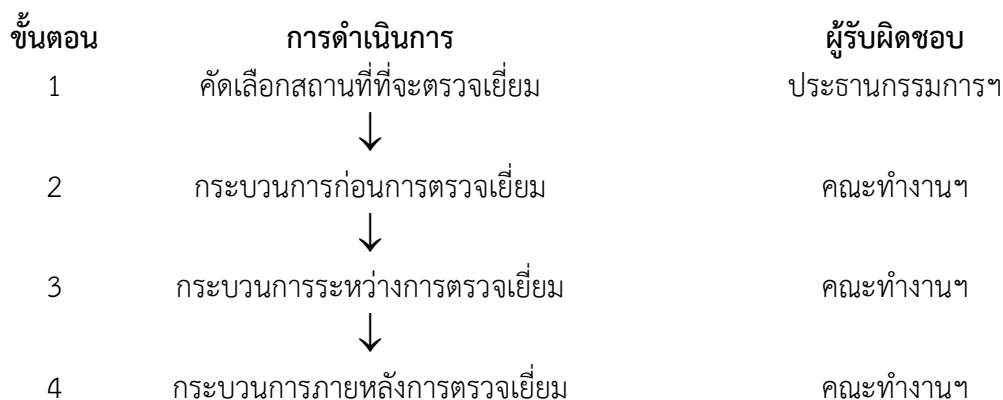 ขั้นตอน การดำเนินการ ผู้รับผิดชอบ
1 คัดเลือกสถานที่ที่จะตรวจเยี่ยม ประธานกรรมการฯ
↓
2 กระบวนการก่อนการตรวจเยี่ยม คณะทำงานฯ
↓
3 กระบวนการระหว่างการตรวจเยี่ยม คณะทำงานฯ
↓
4 กระบวนการภายหลังการตรวจเยี่ยม คณะทำงานฯ